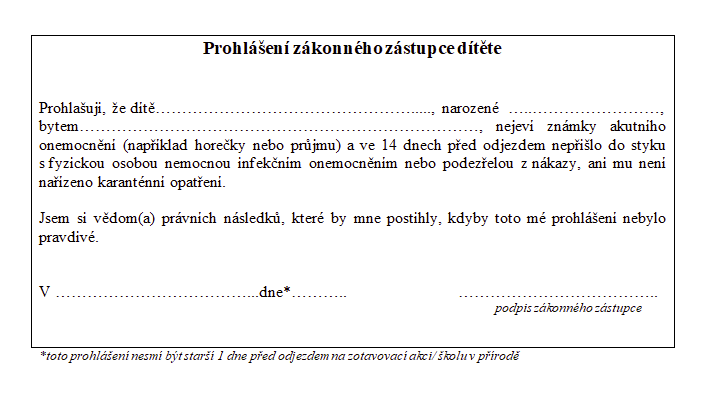 Prohlášení zákonného zástupce dítěte
Prohlašuji, že dítě…………………………………………....., narozené …..……………………,
bytem…………………………………………………………………, nejeví známky akutního
onemocnění (například horečky nebo průjmu) a ve 14 dnech před odjezdem nepřišlo do styku
s fyzickou osobou nemocnou infekčním onemocněním nebo podezřelou z nákazy, ani mu není
nařízeno karanténní opatření.
Jsem si vědom(a) právních následků, které by mne postihly, kdyby toto mé prohlášení nebylo
pravdivé.
V ………………………………..dne*……….. ………………………………..
podpis zákonného zástupce
*toto prohlášení nesmí být starší 1 dne před odjezdem na zotavovací akci/ školu v přírodě